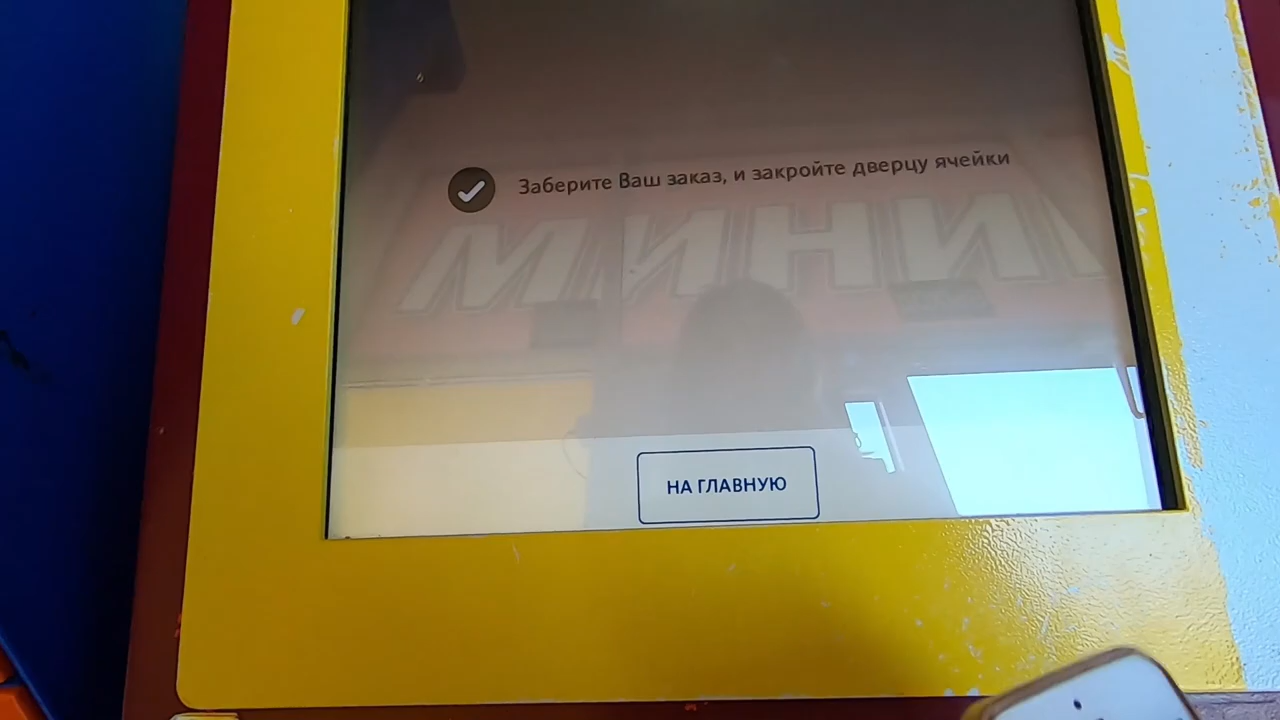 Заберите Ваш заказ, и закройте дверцу ячейки
МИНИ
НА ГЛАВНУЮ